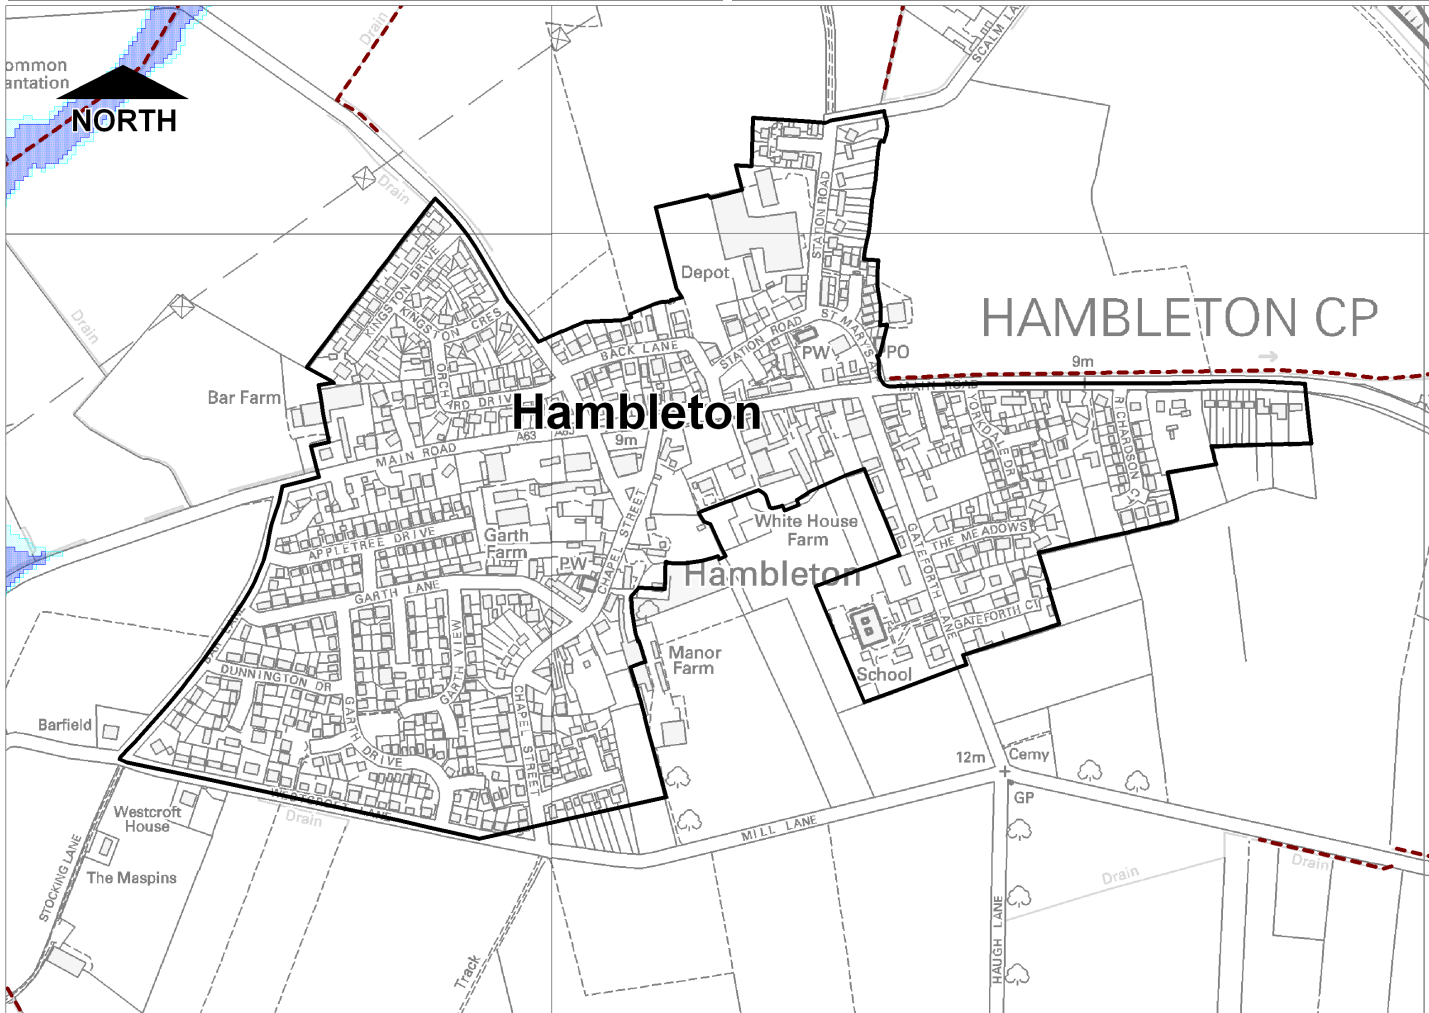 Drain
SCALM LA
ommon
antation
NORTH
Drain
STATION ROAD
KINGSTON DRIVE
Depot
HAMBLETON CP
Drain
KINGSTON CRES
ST MARYS A
STATION ROAD
PW
PO
BACK LANE
9m
MAIN ROAD
Bar Farm
ORCHARD DRIVE
Hambleton
YORKDALE DR
RICHARDSON CT
A63
A63
9m
MAIN ROAD
CHAPEL STREET
White House
Farm
GATEFORTH LANE
THE MEADOWS
APPLETREE DRIVE
Garth
Farm
PW
Hambleton
GARTH LANE
GATEFORTH CT
GARTH VIEW
Manor
Farm
School
DUNNINGTON DR
GARTH DRIVE
CHAPEL STREET
Barfield
12m
Cemy
GP
WESTCROFT LANE
Westcroft
House
Drain
MILL LANE
STOCKING LANE
The Maspins
Drain
Drain
HAUGH LANE
Track